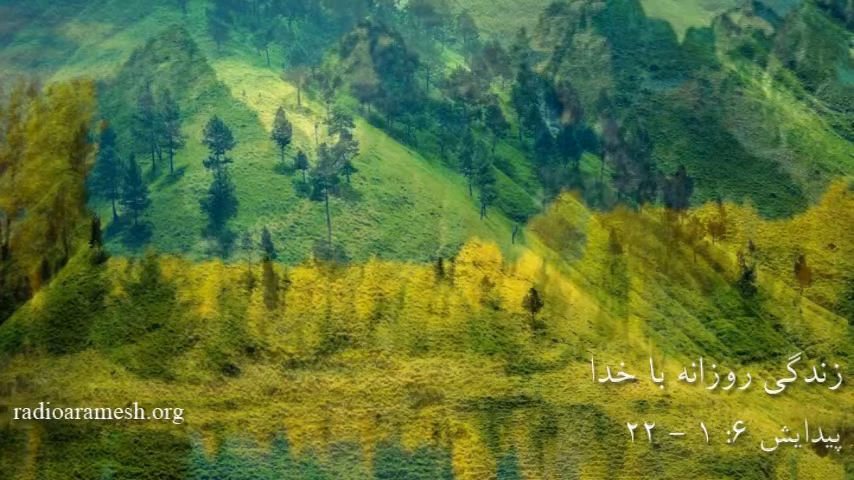 زندگی روزانه با خدا
radioaramesh.org
پیدایش ۶: ۱ – ۲۲